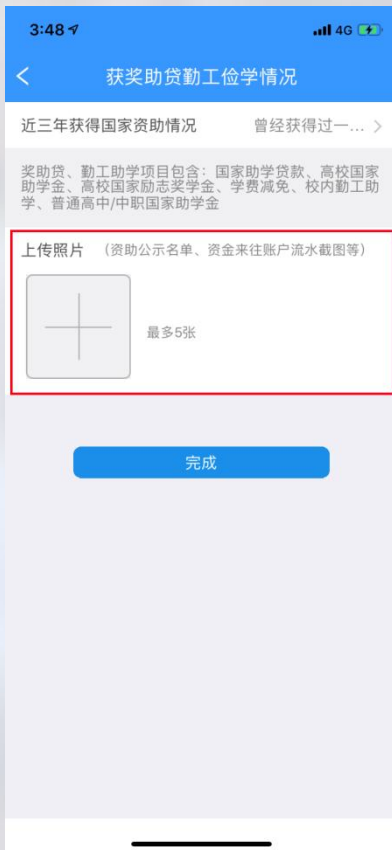 3:48
4G
获奖助贷勤工俭学情况
近三年获得国家资助情况 曾经获得过一...
奖助贷、勤工助学项目包含：国家助学贷款、高校国家
助学金、高校国家励志奖学金、学费减免、校内勤工助
学、普通高中/中职国家助学金
上传照片 （资助公示名单、资金来往账户流水截图等）
最多5张
完成